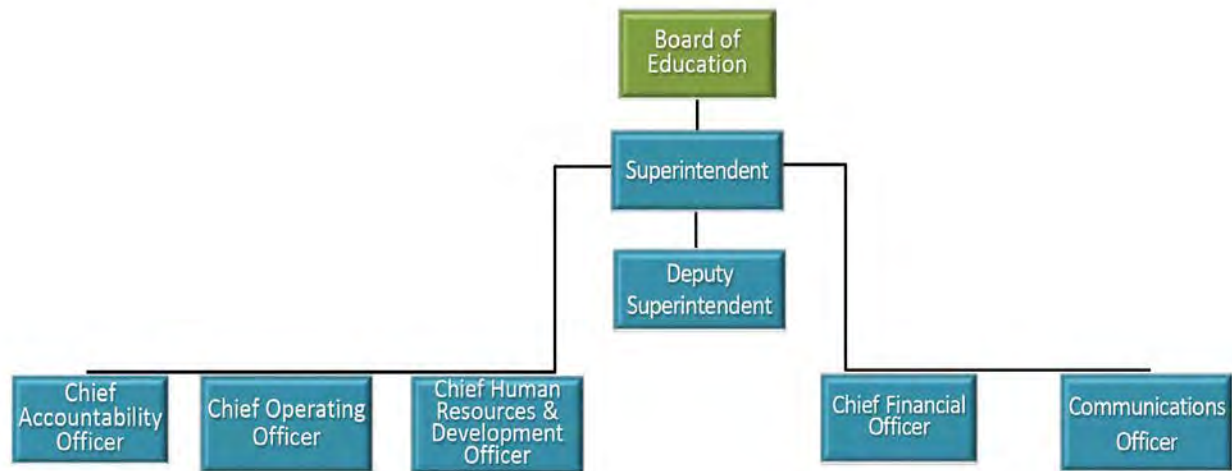 Board of
Education
Superintendent
Deputy
Superintendent
Chief
Accountability
Officer
Chief Operating
Officer
Chief Human
Resources &
Development
Officer
Chief Financial
Officer
Communications
Officer